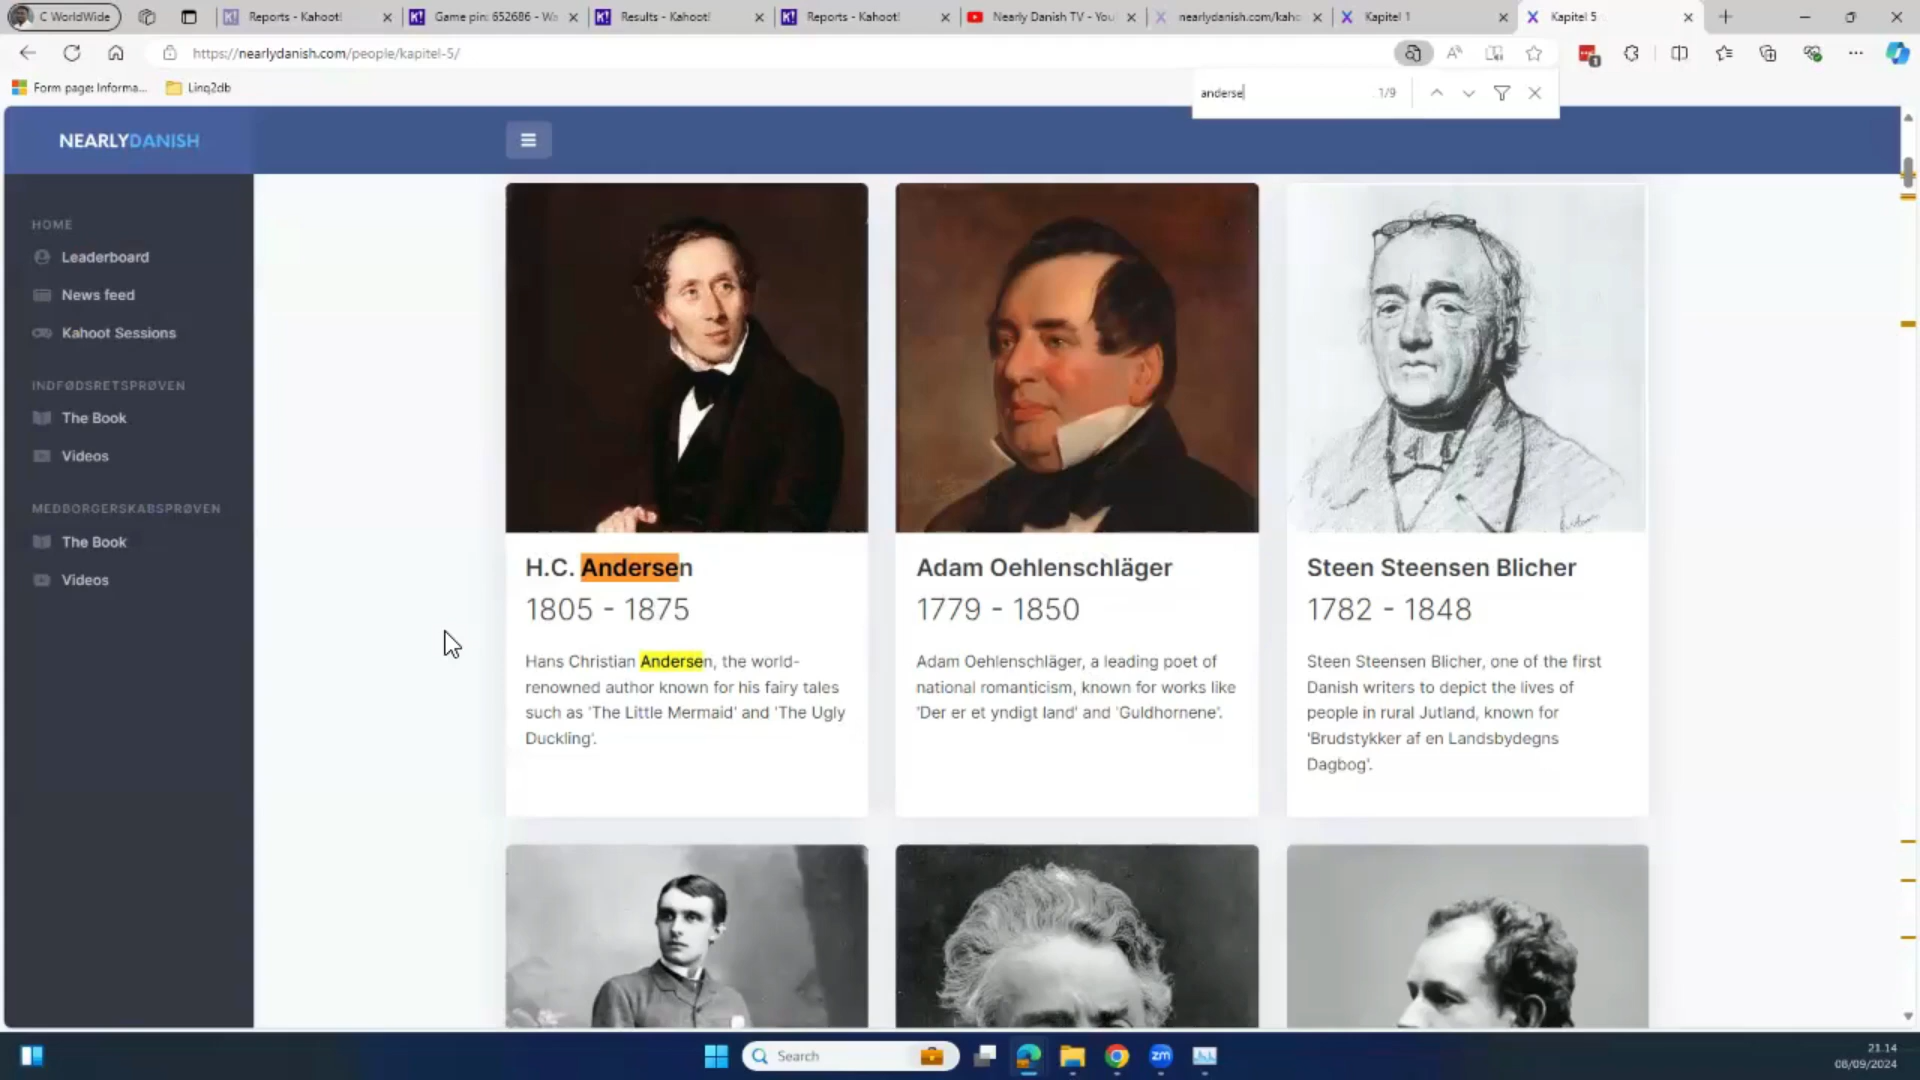 C WorldWide
Reports - Kahoot!
Game pin: 652686 - Wa
Results - Kahoot!
Reports - Kahoot!
Nearly Danish TV - You
nearlydanish.com/kaho
Kapitel 1
Kapitel 5
https://nearlydanish.com/people/kapitel-5/
1
Form page: Informa...
Linq2db
anderse
1/9
NEARLYDANISH
HOME
Leaderboard
News feed
Kahoot Sessions
INDFØDSRETSPRØVEN
The Book
Videos
MEDBORGERSKABSPRØVEN
The Book
Videos
H.C. Andersen
1805 - 1875
Hans Christian Andersen, the world-
renowned author known for his fairy tales
such as 'The Little Mermaid' and 'The Ugly
Duckling'.
Adam Oehlenschläger
1779 - 1850
Adam Oehlenschläger, a leading poet of
national romanticism, known for works like
'Der er et yndigt land' and 'Guldhornene'.
Steen Steensen Blicher
1782 - 1848
Steen Steensen Blicher, one of the first
Danish writers to depict the lives of
people in rural Jutland, known for
'Brudstykker af en Landsbydegns
Dagbog'.
Search
zm
21.14
08/09/2024